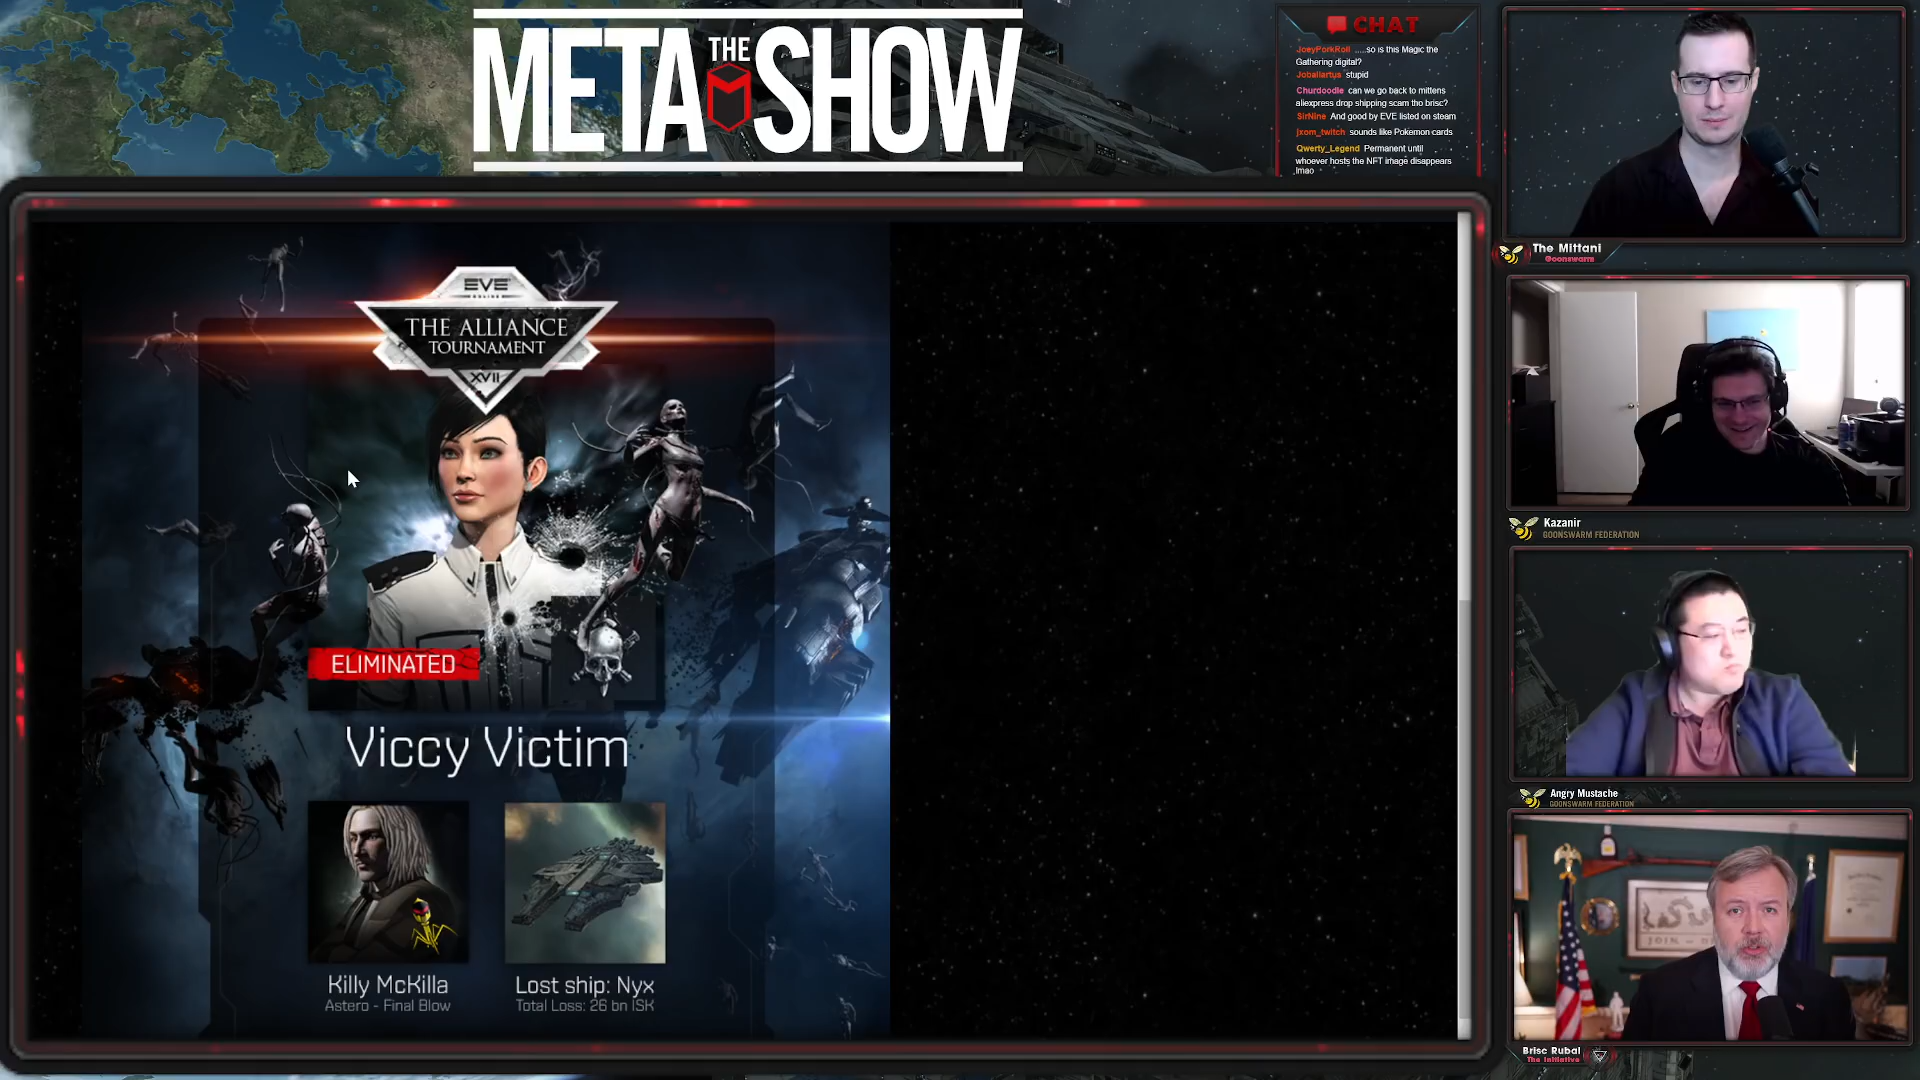 META THE SHOW
CHAT
JoeyPorkRoll .....so is this Magic the
Gathering digital?
Joballartus stupid
Churdoodle can we go back to mittens
aliexpress drop shipping scam tho brisc?
SirNine And good by EVE listed on steam
jxom_twitch sounds like Pokemon cards
Qwerty_Legend Permanent until
whoever hosts the NFT image disappears
lmao
The Mittani
Goonswarm
Kazanir
GOONSWARM FEDERATION
Angry Mustache
GOONSWARM FEDERATION
JOIN
Brisc Rubal
The Initiative
EVE
ONLINE
THE ALLIANCE
TOURNAMENT
XVII
ELIMINATED
Viccy Victim
Killy McKilla
Astero - Final Blow
Lost ship: Nyx
Total Loss: 26 bn ISK